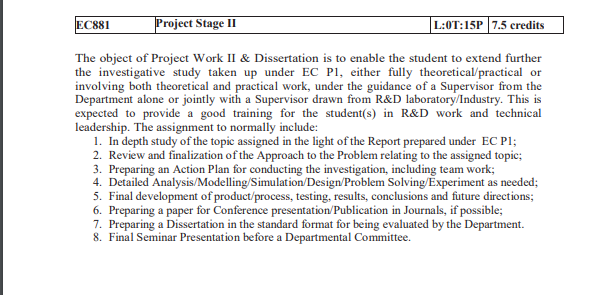 EC881 Project Stage II L:0T:15P 7.5 credits
The object of Project Work II & Dissertation is to enable the student to extend further
the investigative study taken up under EC P1, either fully theoretical/practical or
involving both theoretical and practical work, under the guidance of a Supervisor from the
Department alone or jointly with a Supervisor drawn from R&D laboratory/Industry. This is
expected to provide a good training for the student(s) in R&D work and technical
leadership. The assignment to normally include:
1. In depth study of the topic assigned in the light of the Report prepared under EC P1;
2. Review and finalization of the Approach to the Problem relating to the assigned topic;
3. Preparing an Action Plan for conducting the investigation, including team work;
4. Detailed Analysis/Modelling/Simulation/Design/Problem Solving/Experiment as needed;
5. Final development of product/process, testing, results, conclusions and future directions;
6. Preparing a paper for Conference presentation/Publication in Journals, if possible;
7. Preparing a Dissertation in the standard format for being evaluated by the Department.
8. Final Seminar Presentation before a Departmental Committee.